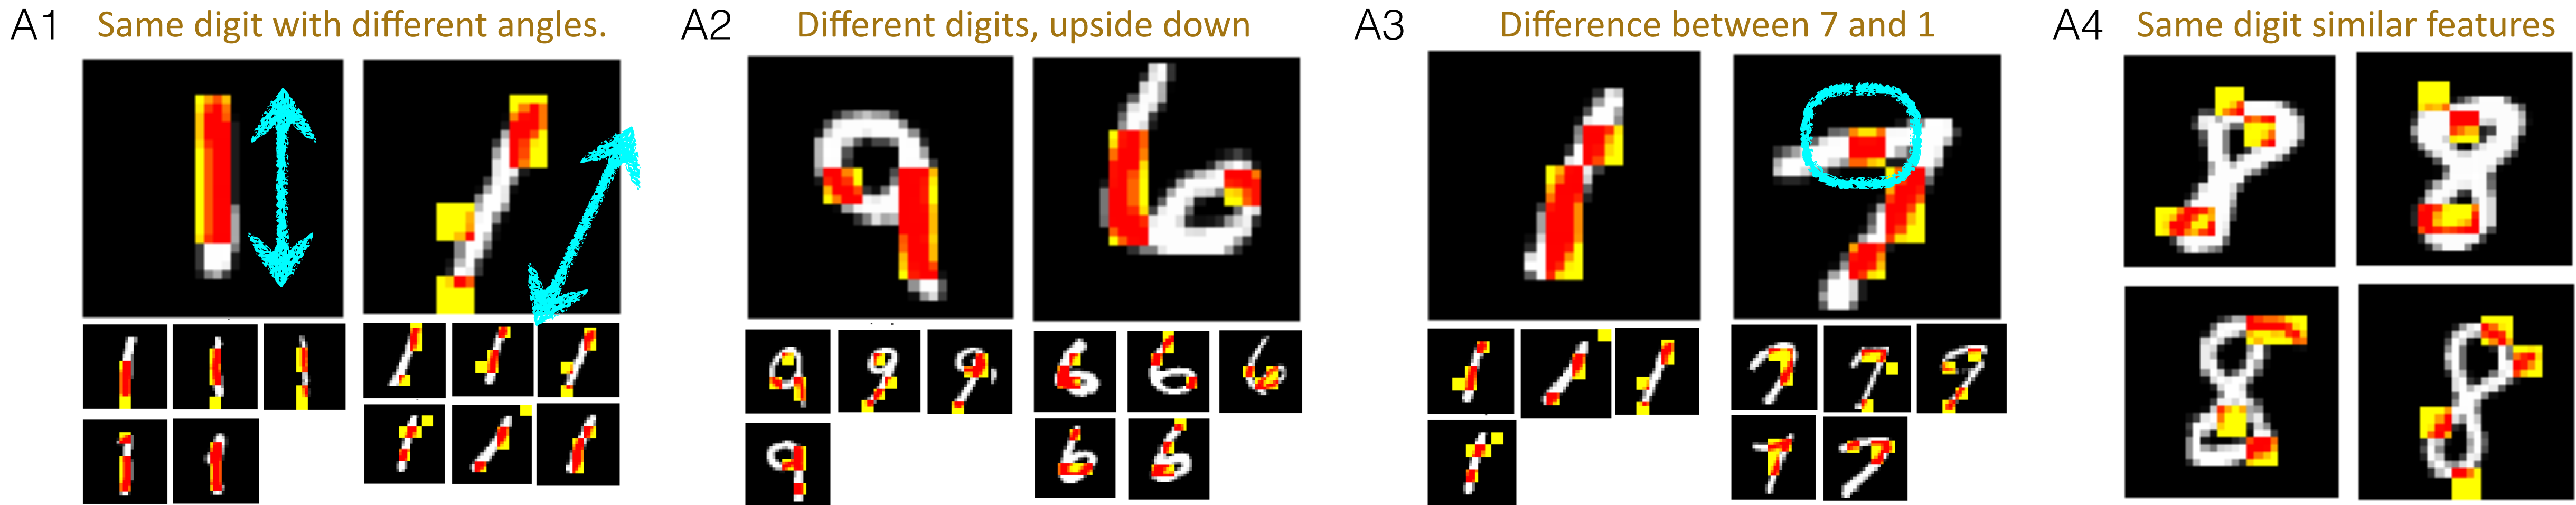 A1 Same digit with different angles.
A2 Different digits, upside down
A3 Difference between 7 and 1
A4 Same digit similar features